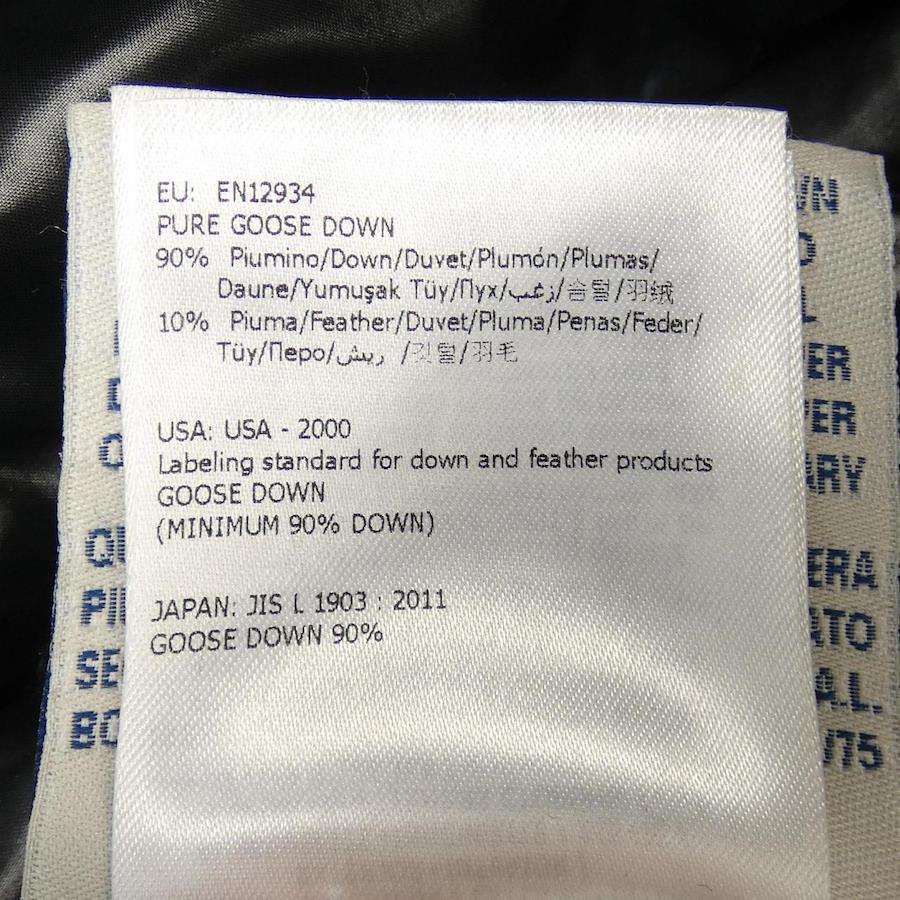 EU: EN12934
PURE GOOSE DOWN
90% Piumino/Down/Duvet/Plumón/Plumas/
Daune/Yumuşak Tüy/Пух/زغب/솜털/羽绒
10% Piuma/Feather/Duvet/Pluma/Penas/Feder/
Tüy/Перо/ريش /깃털/羽毛
USA: USA - 2000
Labeling standard for down and feather products
GOOSE DOWN
(MINIMUM 90% DOWN)
JAPAN: JIS L 1903 : 2011
GOOSE DOWN 90%